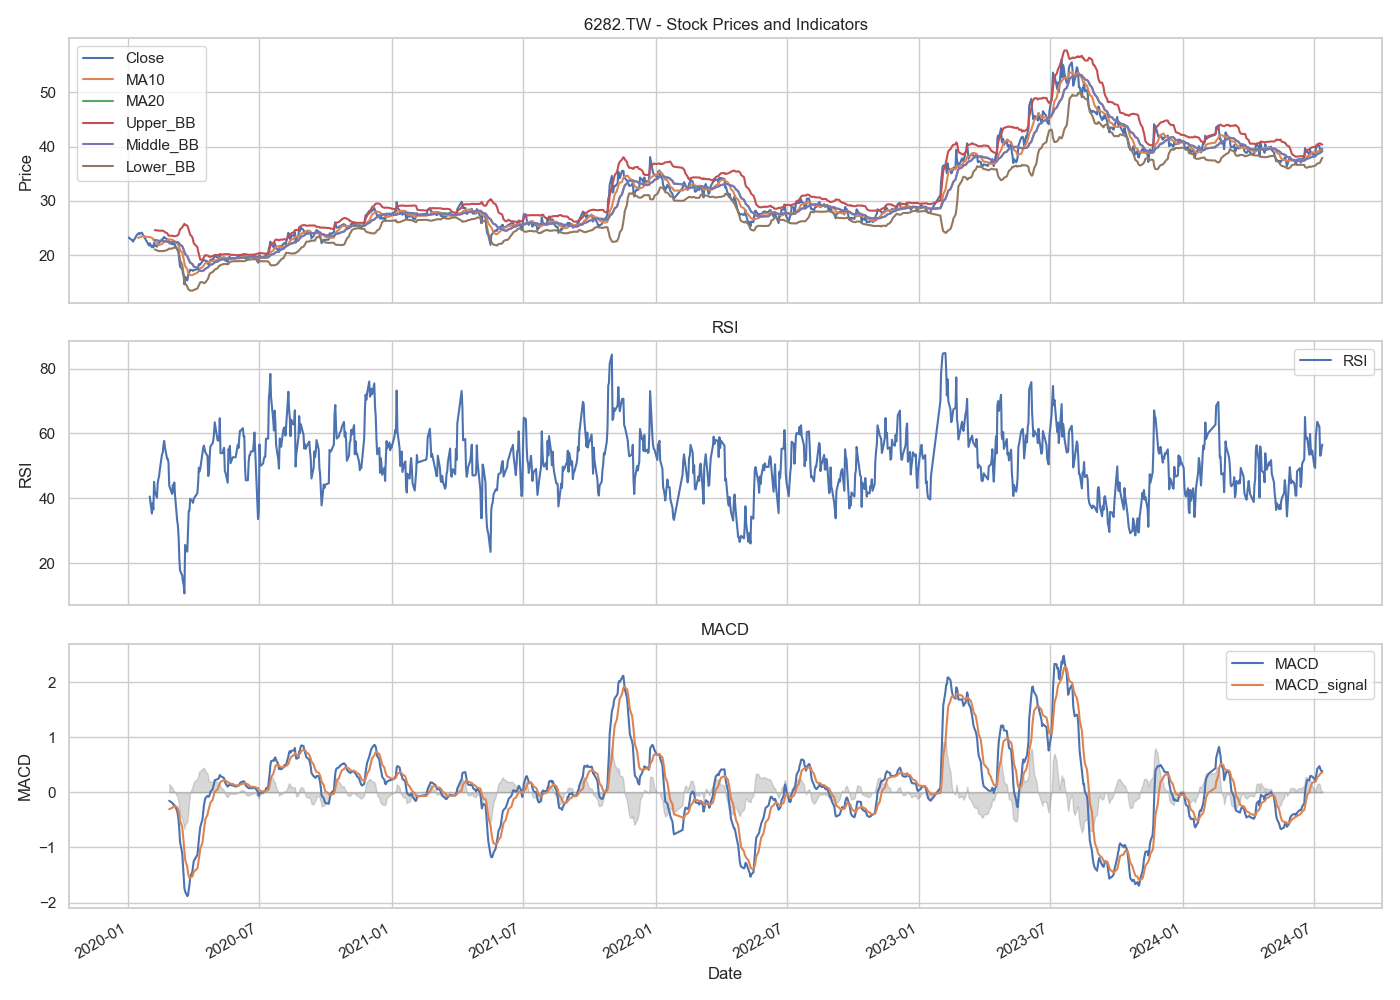 6282.TW - Stock Prices and Indicators
Close
MA10
MA20
Upper_BB
Middle_BB
Lower_BB
Price
50
40
30
20
RSI
RSI
RSI
80
60
40
20
MACD
MACD
MACD_signal
MACD
2
1
0
−1
−2
2020-01
2020-07
2021-01
2021-07
2022-01
2022-07
2023-01
2023-07
2024-01
2024-07
Date